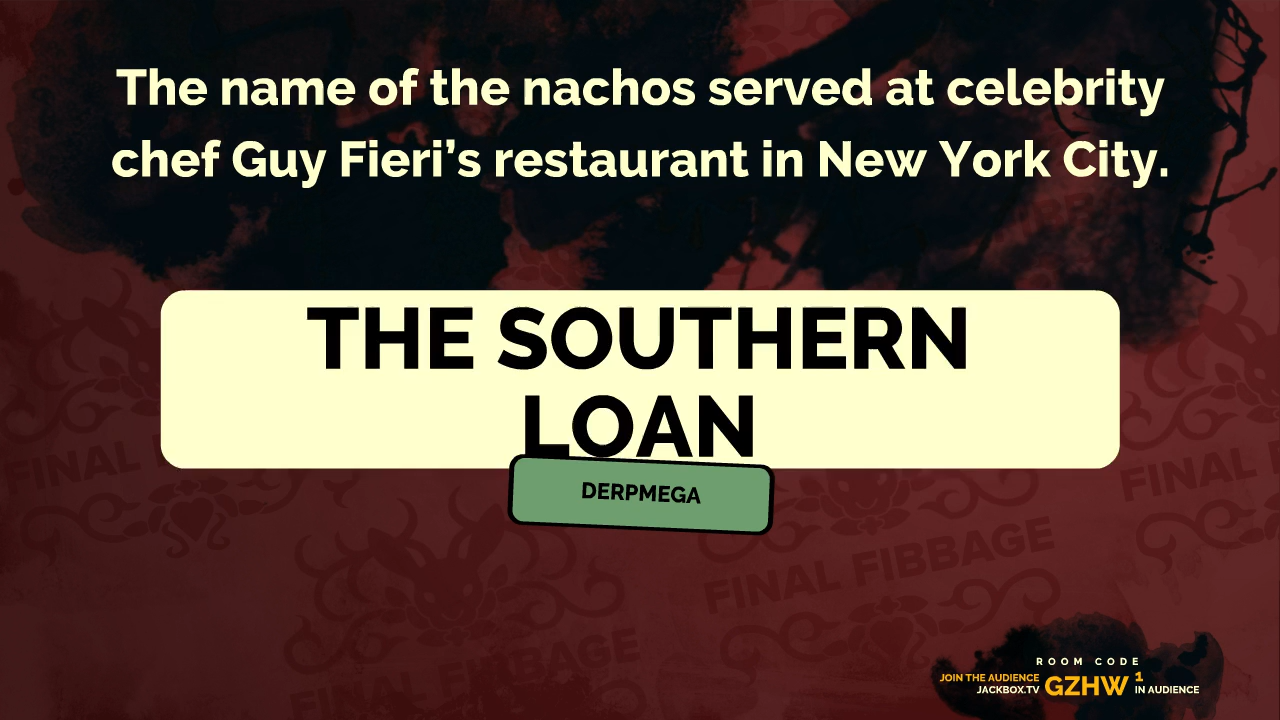 The name of the nachos served at celebrity
chef Guy Fieri’s restaurant in New York City.
THE SOUTHERN
LOAN
DERPMEGA
FINAL FIBBAGE
FINAL FIBBAGE
FINAL FIBBAGE
ROOM CODE
JOIN THE AUDIENCE
JACKBOX.TV
GZHW
1
IN AUDIENCE